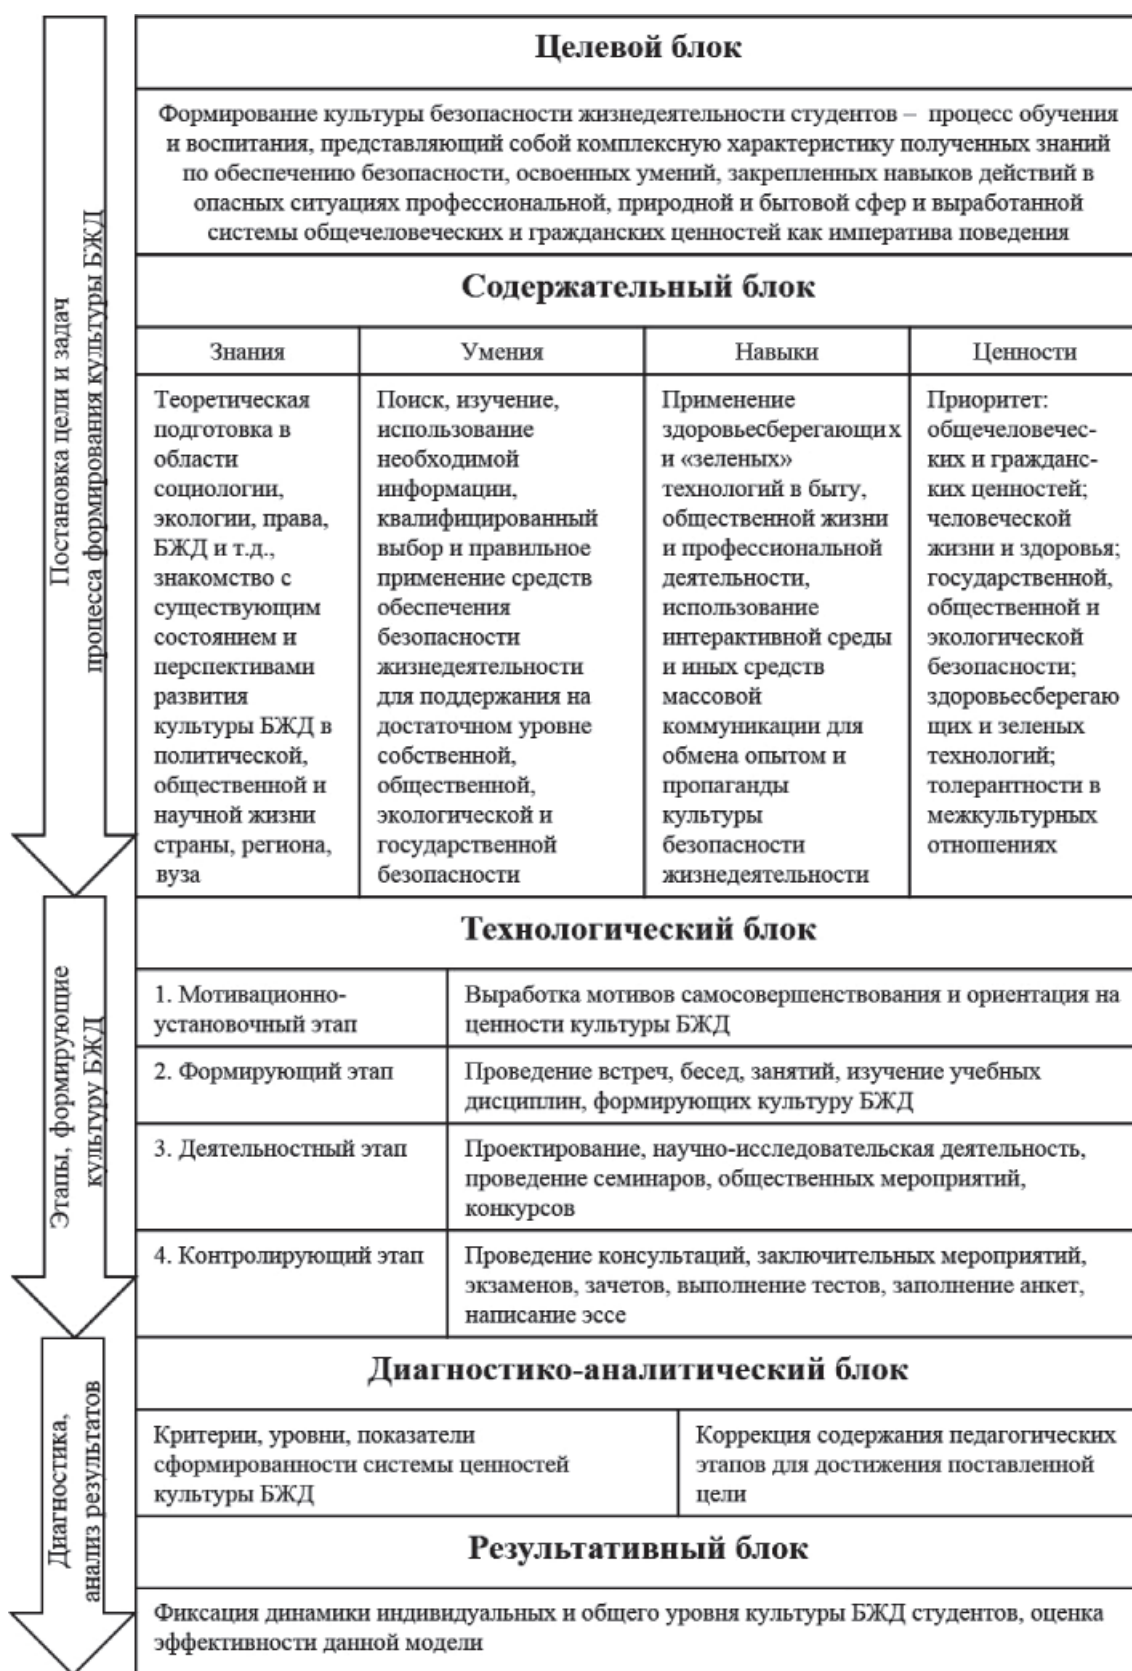 Целевой блок
Формирование культуры безопасности жизнедеятельности студентов – процесс обучения
и воспитания, представляющий собой комплексную характеристику полученных знаний
по обеспечению безопасности, освоенных умений, закрепленных навыков действий в
опасных ситуациях профессиональной, природной и бытовой сфер и выработанной
системы общечеловеческих и гражданских ценностей как императива поведения
Постановка цели и задач
процесса формирования культуры БЖД
Содержательный блок
Знания
Теоретическая
подготовка в
области
социологии,
экологии, права,
БЖД и т.д.,
знакомство с
существующим
состоянием и
перспективами
развития
культуры БЖД в
политической,
общественной и
научной жизни
страны, региона,
вуза
Умения
Поиск, изучение,
использование
необходимой
информации,
квалифицированный
выбор и правильное
применение средств
обеспечения
безопасности
жизнедеятельности
для поддержания на
достаточном уровне
собственной,
общественной,
экологической и
государственной
безопасности
Навыки
Применение
здоровьесберегающих
и «зеленых»
технологий в быту,
общественной жизни
и профессиональной
деятельности,
использование
интерактивной среды
и иных средств
массовой
коммуникации для
обмена опытом и
пропаганды
культуры
безопасности
жизнедеятельности
Ценности
Приоритет:
общечеловечес-
ких и гражданс-
ких ценностей;
человеческой
жизни и здоровья;
государственной,
общественной и
экологической
безопасности;
здоровьесберегаю
щих и зеленых
технологий;
толерантности в
межкультурных
отношениях
Этапы, формирующие
культуру БЖД
Технологический блок
1. Мотивационно-
установочный этап
Выработка мотивов самосовершенствования и ориентация на
ценности культуры БЖД
2. Формирующий этап
Проведение встреч, бесед, занятий, изучение учебных
дисциплин, формирующих культуру БЖД
3. Деятельностный этап
Проектирование, научно-исследовательская деятельность,
проведение семинаров, общественных мероприятий,
конкурсов
4. Контролирующий этап
Проведение консультаций, заключительных мероприятий,
экзаменов, зачетов, выполнение тестов, заполнение анкет,
написание эссе
Диагностика,
анализ результатов
Диагностико-аналитический блок
Критерии, уровни, показатели
сформированности системы ценностей
культуры БЖД
Коррекция содержания педагогических
этапов для достижения поставленной
цели
Результативный блок
Фиксация динамики индивидуальных и общего уровня культуры БЖД студентов, оценка
эффективности данной модели